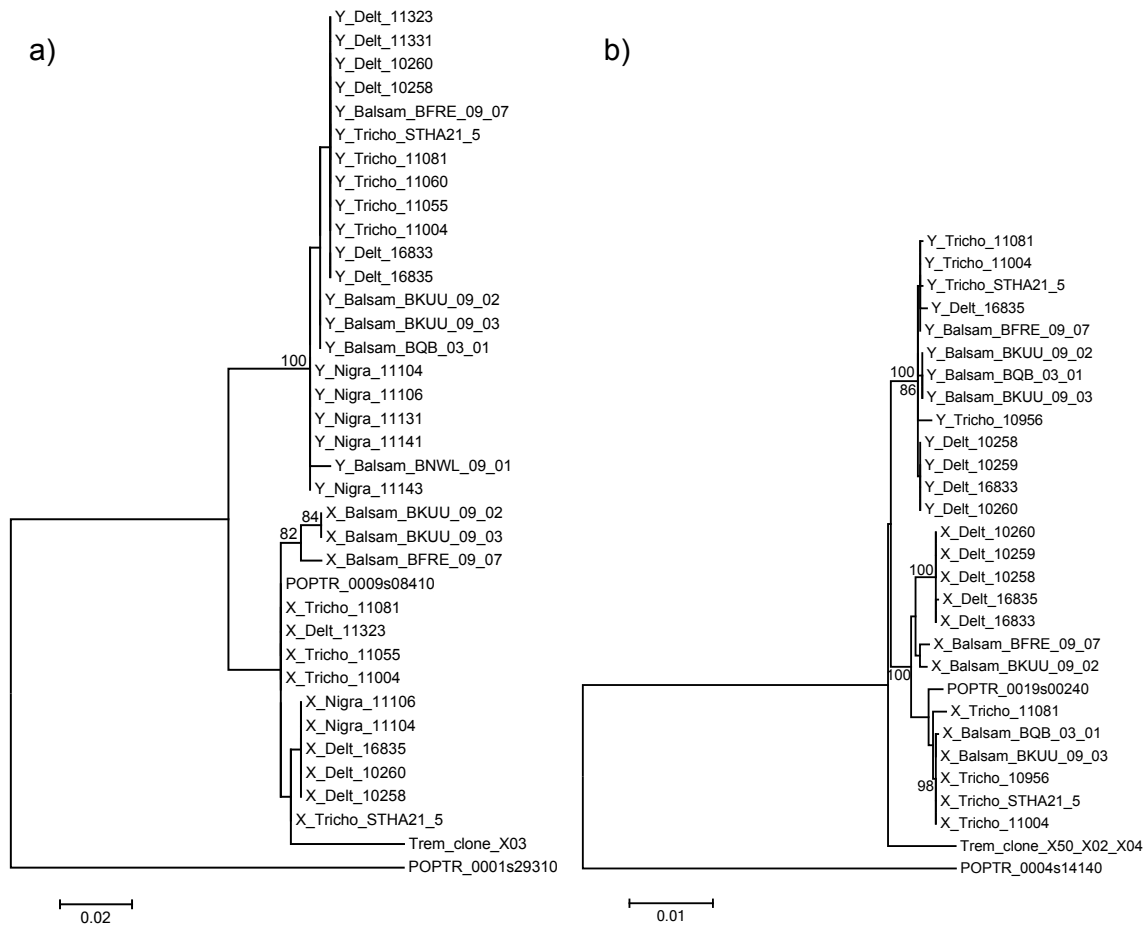 a)
Y_Delt_11323
Y_Delt_11331
Y_Delt_10260
Y_Delt_10258
Y_Balsam_BFRE_09_07
Y_Tricho_STHA21_5
Y_Tricho_11081
Y_Tricho_11060
Y_Tricho_11055
Y_Tricho_11004
Y_Delt_16833
Y_Delt_16835
Y_Balsam_BKUU_09_02
Y_Balsam_BKUU_09_03
Y_Balsam_BQB_03_01
100
Y_Nigra_11104
Y_Nigra_11106
Y_Nigra_11131
Y_Nigra_11141
Y_Balsam_BNWL_09_01
Y_Nigra_11143
84
X_Balsam_BKUU_09_02
82
X_Balsam_BKUU_09_03
X_Balsam_BFRE_09_07
POPTR_0009s08410
X_Tricho_11081
X_Delt_11323
X_Tricho_11055
X_Tricho_11004
X_Nigra_11106
X_Nigra_11104
X_Delt_16835
X_Delt_10260
X_Delt_10258
X_Tricho_STHA21_5
Trem_clone_X03
POPTR_0001s29310
0.02
b)
Y_Tricho_11081
Y_Tricho_11004
Y_Tricho_STHA21_5
Y_Delt_16835
Y_Balsam_BFRE_09_07
Y_Balsam_BKUU_09_02
100
Y_Balsam_BQB_03_01
86
Y_Balsam_BKUU_09_03
Y_Tricho_10956
Y_Delt_10258
Y_Delt_10259
Y_Delt_16833
Y_Delt_10260
X_Delt_10260
X_Delt_10259
100
X_Delt_10258
X_Delt_16835
X_Delt_16833
X_Balsam_BFRE_09_07
X_Balsam_BKUU_09_02
100
POPTR_0019s00240
X_Tricho_11081
X_Balsam_BQB_03_01
X_Balsam_BKUU_09_03
X_Tricho_10956
98
X_Tricho_STHA21_5
X_Tricho_11004
Trem_clone_X50_X02_X04
POPTR_0004s14140
0.01